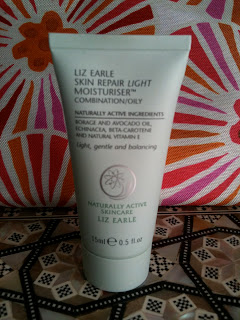 LIZ EARLE
SKIN REPAIR LIGHT
MOISTURISER™
COMBINATION/OILY
NATURALLY ACTIVE INGREDIENTS
BORAGE AND AVOCADO OIL,
ECHINACEA, BETA-CAROTENE
AND NATURAL VITAMIN E
Light, gentle and balancing
NATURALLY ACTIVE
SKINCARE
LIZ EARLE
15ml ℮ 0.5 fl oz